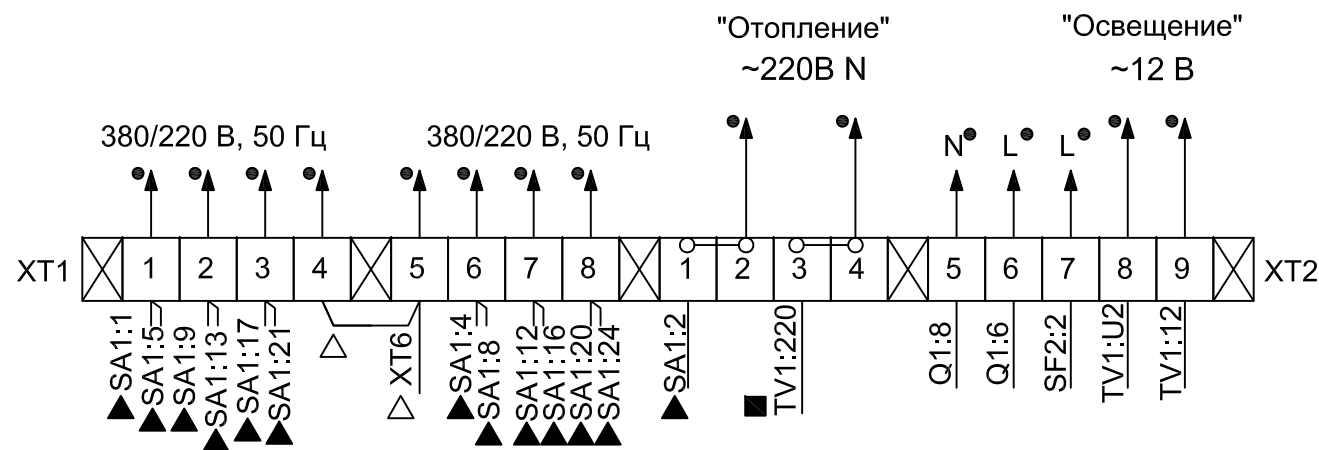 "Отопление"
~220В N
"Освещение"
~12 В
380/220 В, 50 Гц
380/220 В, 50 Гц
N
L
L
XT1
1
2
3
4
5
6
7
8
1
2
3
4
5
6
7
8
9
XT2
SA1:1
SA1:5
SA1:9
SA1:13
SA1:17
SA1:21
XT6
SA1:4
SA1:8
SA1:12
SA1:16
SA1:20
SA1:24
SA1:2
TV1:220
Q1:8
Q1:6
SF2:2
TV1:U2
TV1:12